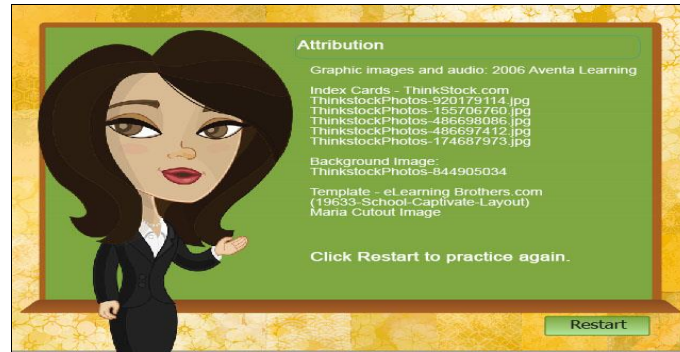 Attribution
Graphic images and audio: 2006 Aventa Learning
Index Cards - ThinkStock.com
ThinkstockPhotos-920179114.jpg
ThinkstockPhotos-155706760.jpg
ThinkstockPhotos-486698086.jpg
ThinkstockPhotos-486697412.jpg
ThinkstockPhotos-174687973.jpg
Background Image:
ThinkstockPhotos-844905034
Template - eLearning Brothers.com
(19633-School-Captivate-Layout)
Maria Cutout Image
Click Restart to practice again.
Restart